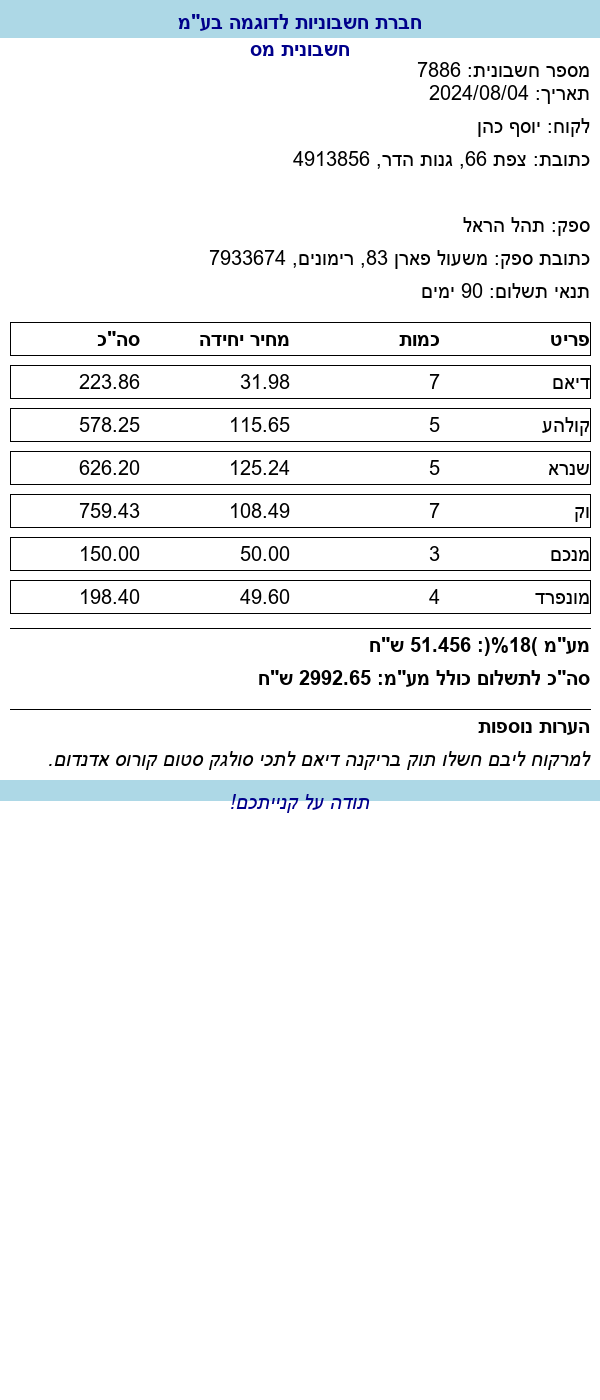 חברת חשבוניות לדוגמה בע"מ
חשבונית מס
מספר חשבונית: 7886
תאריך: 2024/08/04
לקוח: יוסף כהן
כתובת: צפת 66, גנות הדר, 4913856
ספק: תהל הראל
כתובת ספק: משעול פארן 83, רימונים, 7933674
תנאי תשלום: 90 ימים
פריט כמות מחיר יחידה סה"כ
דיאם 7 31.98 223.86
קולהע 5 115.65 578.25
שנרא 5 125.24 626.20
וק 7 108.49 759.43
מנכם 3 50.00 150.00
מונפרד 4 49.60 198.40
מע"מ )18%(: 51.456 ש"ח
סה"כ לתשלום כולל מע"מ: 2992.65 ש"ח
הערות נוספות
למרקוח ליבם חשלו תוק בריקנה דיאם לתכי סולגק סטום קורוס אדנדום.
תודה על קנייתכם!